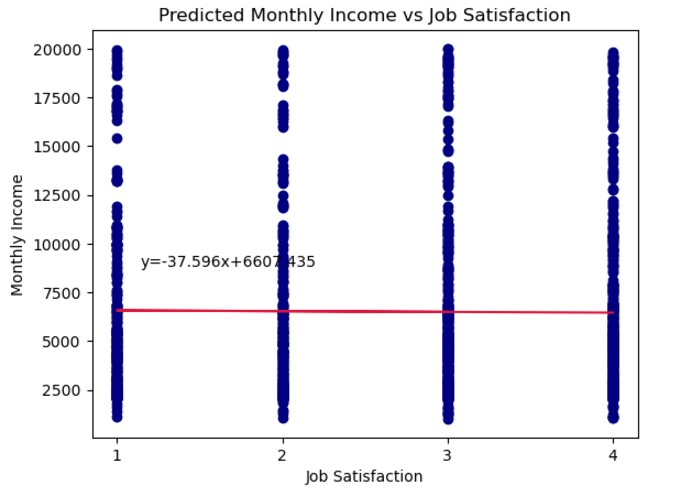 Predicted Monthly Income vs Job Satisfaction
20000
17500
15000
12500
10000
7500
5000
2500
Monthly Income
y=-37.596x+6607.435
1 2 3 4
Job Satisfaction